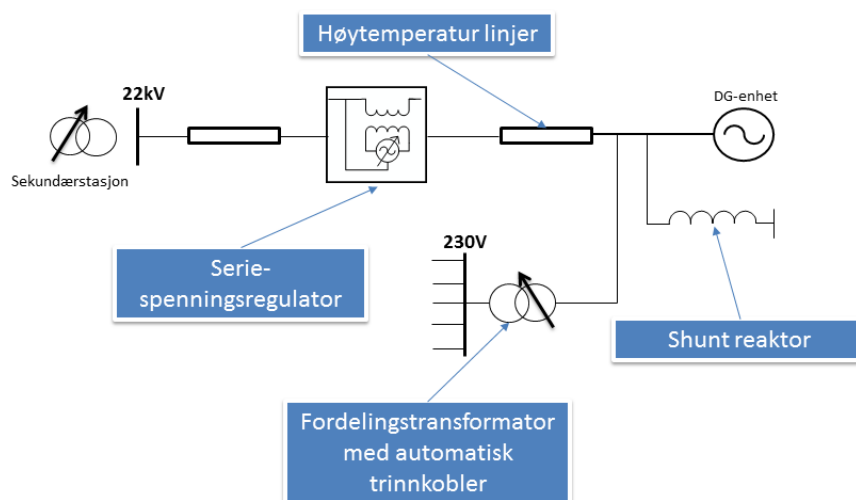 Høytemperatur linjer
22kV
DG-enhet
Sekundærstasjon
230V
Serie-
spenningsregulator
Shunt reaktor
Fordelingstransformator
med automatisk
trinnkobler